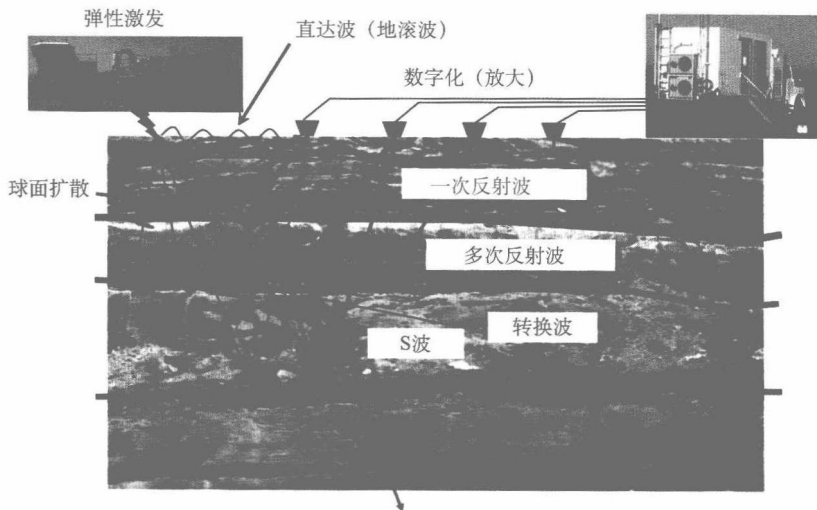 弹性激发
直达波（地滚波）
数字化（放大）
球面扩散
一次反射波
多次反射波
S波
转换波